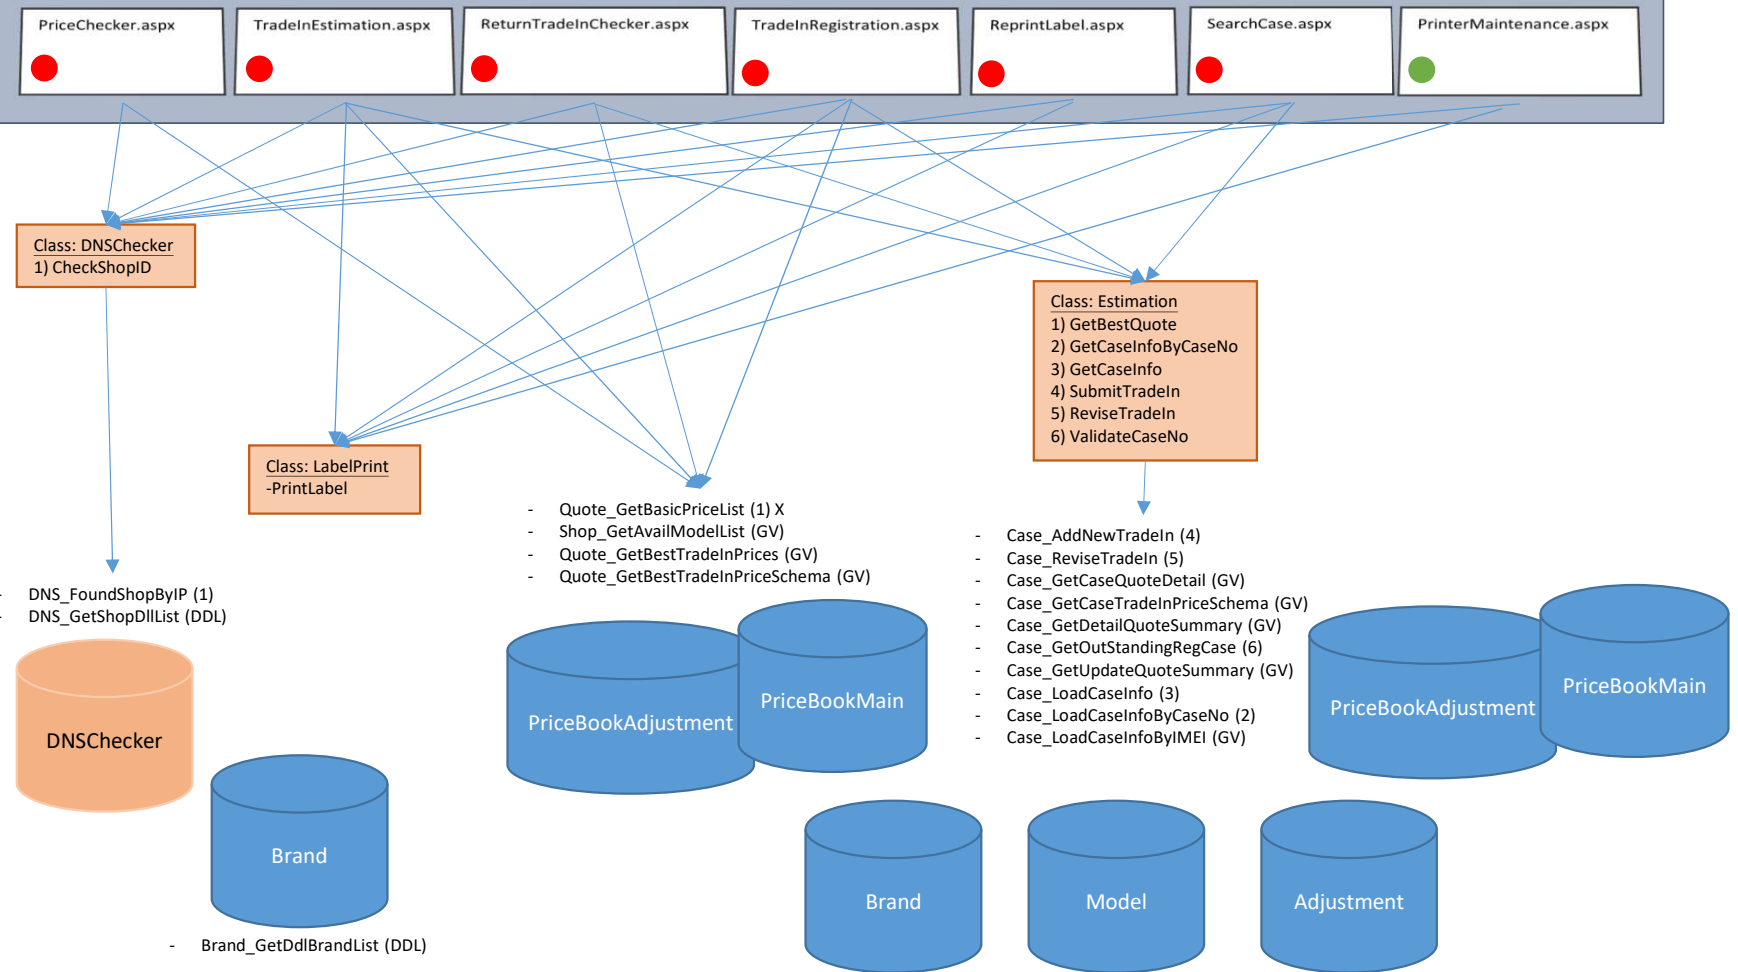 PriceChecker.aspx
TradeInEstimation.aspx
ReturnTradeInChecker.aspx
TradeInRegistration.aspx
ReprintLabel.aspx
SearchCase.aspx
PrinterMaintenance.aspx
Class: DNSChecker
1) CheckShopID
Class: Estimation
1) GetBestQuote
2) GetCaseInfoByCaseNo
3) GetCaseInfo
4) SubmitTradeIn
5) ReviseTradeIn
6) ValidateCaseNo
Class: LabelPrint
-PrintLabel
- Quote_GetBasicPriceList (1) X
- Shop_GetAvailModelList (GV)
- Quote_GetBestTradeInPrices (GV)
- Quote_GetBestTradeInPriceSchema (GV)
- Case_AddNewTradeIn (4)
- Case_ReviseTradeIn (5)
- Case_GetCaseQuoteDetail (GV)
- Case_GetCaseTradeInPriceSchema (GV)
- Case_GetDetailQuoteSummary (GV)
- Case_GetOutStandingRegCase (6)
- Case_GetUpdateQuoteSummary (GV)
- Case_LoadCaseInfo (3)
- Case_LoadCaseInfoByCaseNo (2)
- Case_LoadCaseInfoByIMEI (GV)
- DNS_FoundShopByIP (1)
- DNS_GetShopDllList (DDL)
DNSChecker
PriceBookAdjustment
PriceBookMain
PriceBookAdjustment
PriceBookMain
Brand
- Brand_GetDdlBrandList (DDL)
Brand
Model
Adjustment